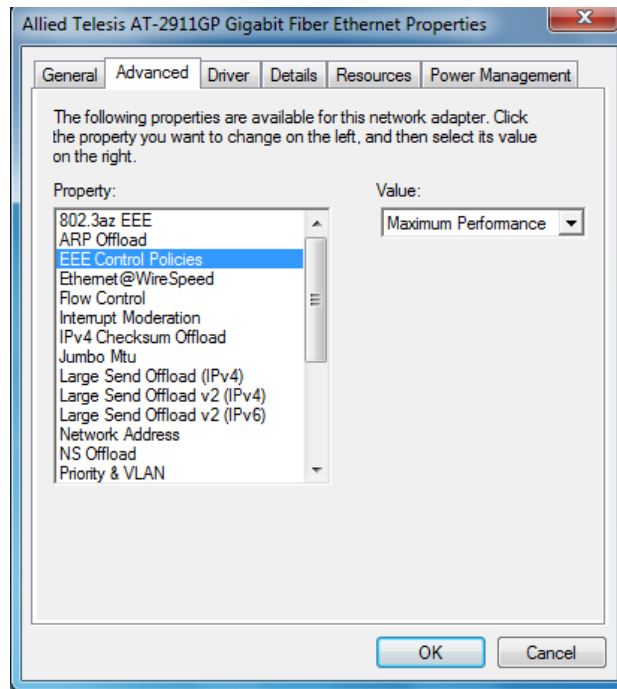 Allied Telesis AT-2911GP Gigabit Fiber Ethernet Properties
General Advanced Driver Details Resources Power Management
The following properties are available for this network adapter. Click
the property you want to change on the left, and then select its value
on the right.
Property:
Value:
802.3az EEE
Maximum Performance
ARP Offload
EEE Control Policies
Ethernet@WireSpeed
Flow Control
Interrupt Moderation
IPv4 Checksum Offload
Jumbo Mtu
Large Send Offload (IPv4)
Large Send Offload v2 (IPv4)
Large Send Offload v2 (IPv6)
Network Address
NS Offload
Priority & VLAN
OK Cancel